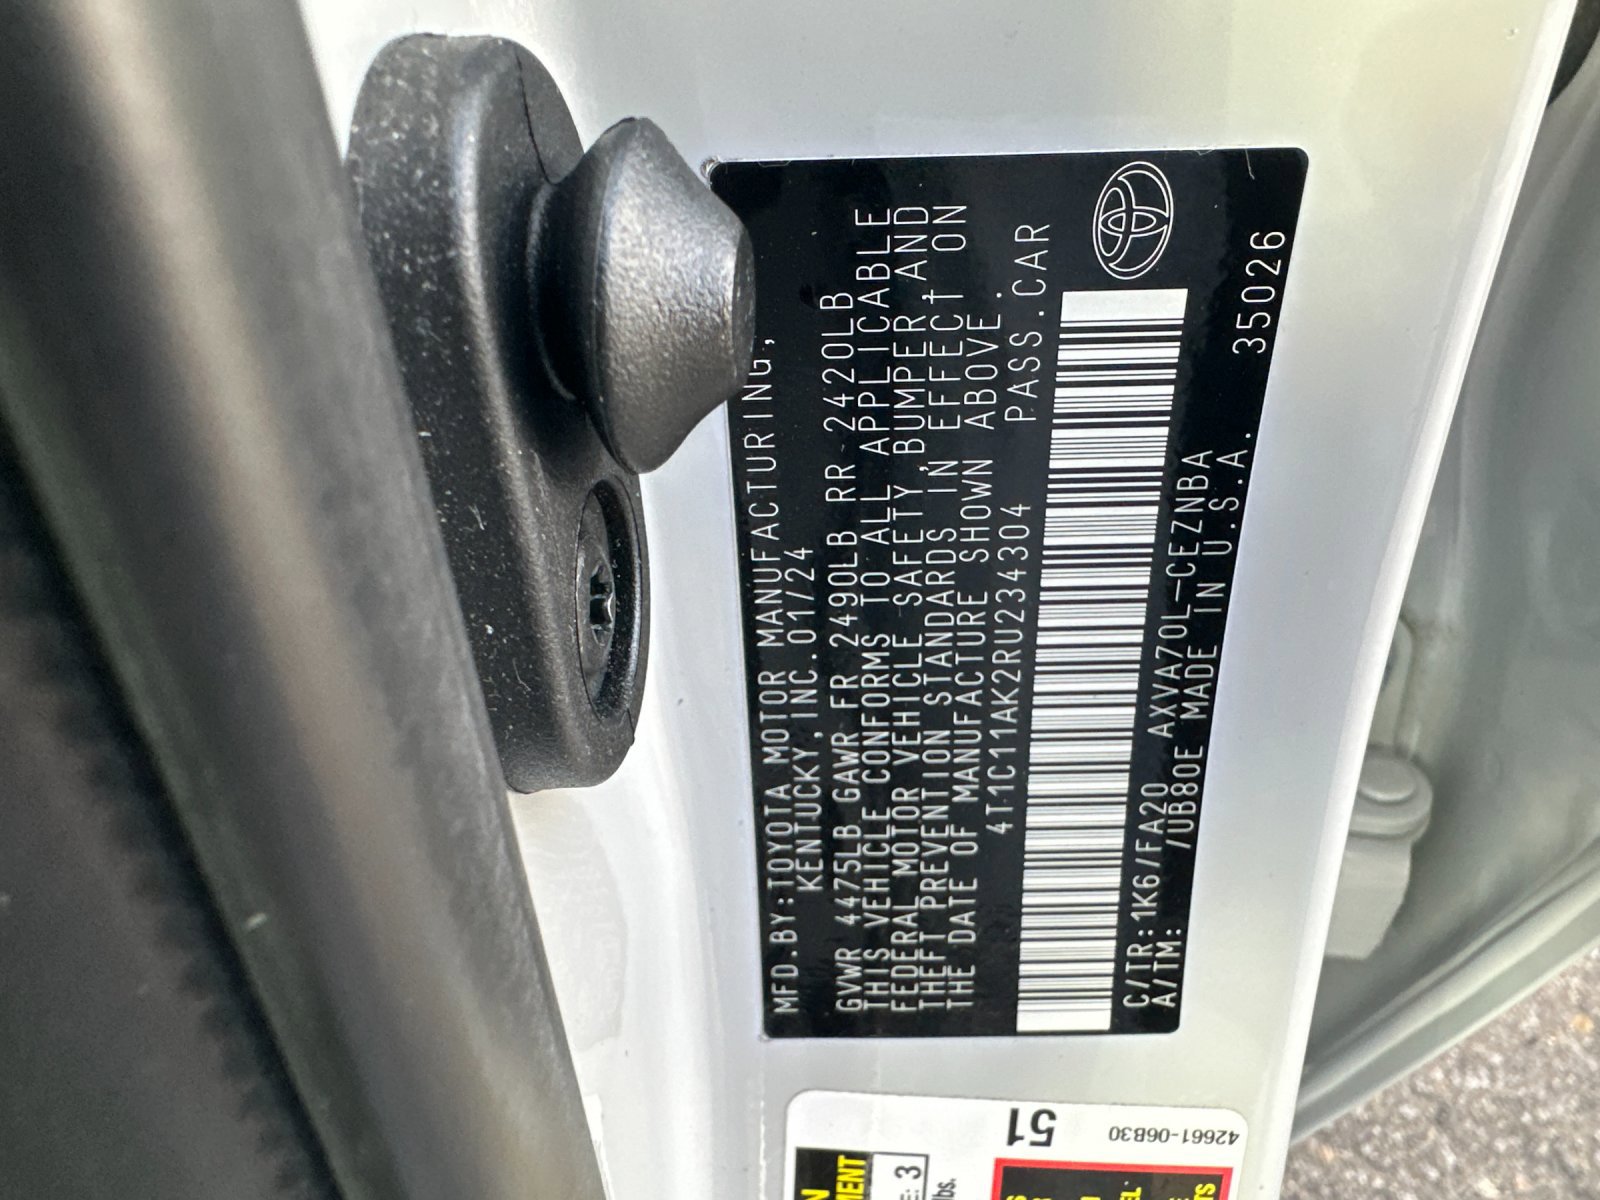 MFD.BY:TOYOTA MOTOR MANUFACTURING,
KENTUCKY,INC.01/24
GVWR 4475LB GAWR FR 2490LB RR 2420LB
THIS VEHICLE CONFORMS TO ALL APPLICABLE
FEDERAL MOTOR VEHICLE SAFETY,BUMPER,AND
THEFT PREVENTION STANDARDS IN EFFECT ON
THE DATE OF MANUFACTURE SHOWN ABOVE.
4T1C11AK2RU234304 PASS.CAR
C/TR:1K6/FA20 AXVA70L-CEZNBA
A/TM: /UB80E MADE IN U.S.A. 35026
51
42661-06B30
3
lbs.